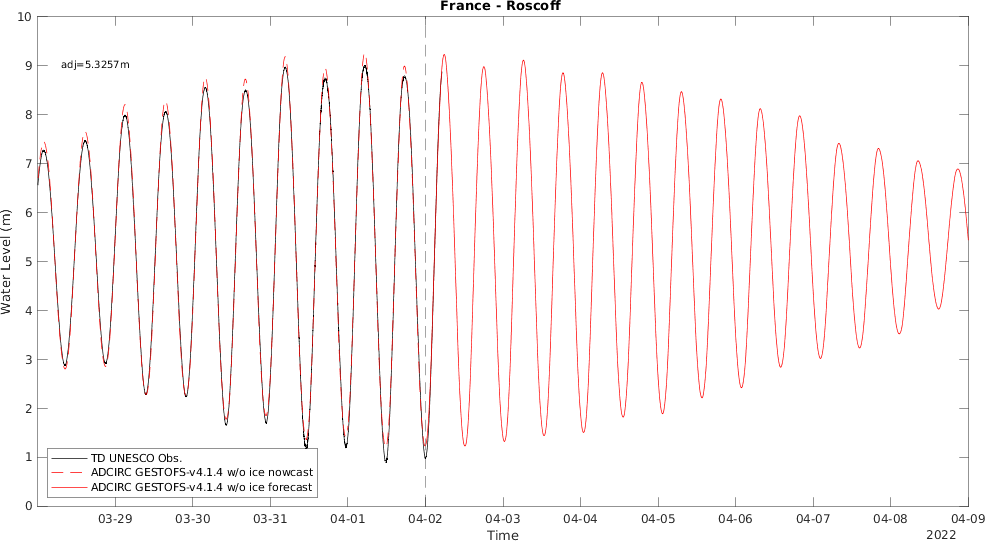 France - Roscoff
adj=5.3257m
Water Level (m)
10
9
8
7
6
5
4
3
2
1
0
TD UNESCO Obs.
ADCIRC GESTOFS-v4.1.4 w/o ice nowcast
ADCIRC GESTOFS-v4.1.4 w/o ice forecast
03-29 03-30 03-31 04-01 04-02 04-03 04-04 04-05 04-06 04-07 04-08 04-09
Time
2022